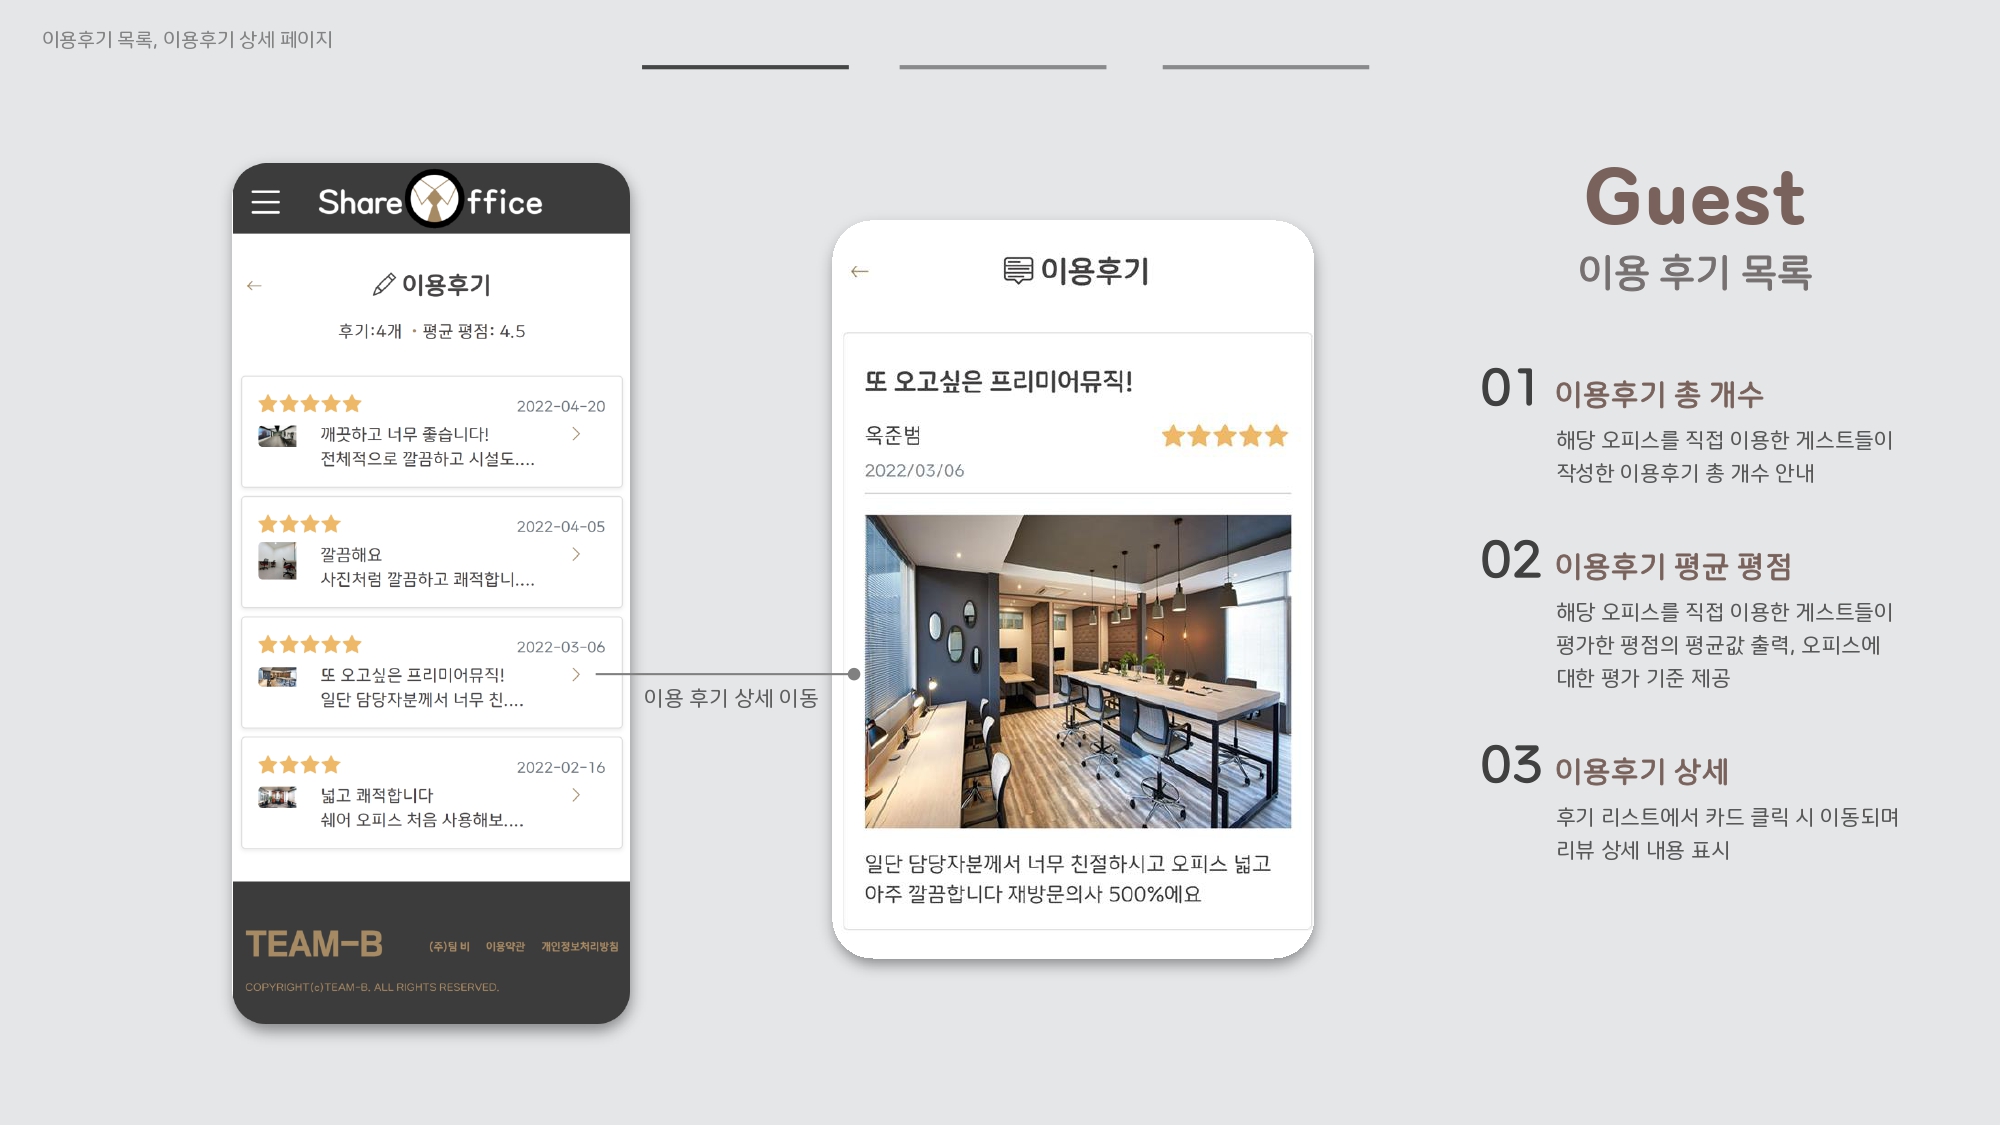 이용후기 목록, 이용후기 상세 페이지
Share Office
이용후기
후기:4개 · 평균 평점: 4.5
2022-04-20
깨끗하고 너무 좋습니다!
전체적으로 깔끔하고 시설도....
2022-04-05
깔끔해요
사진처럼 깔끔하고 쾌적합니....
2022-03-06
또 오고싶은 프리미어뮤직!
일단 담당자분께서 너무 친....
2022-02-16
넓고 쾌적합니다
쉐어 오피스 처음 사용해보....
TEAM-B (주)팀 비 이용약관 개인정보처리방침
COPYRIGHT(c)TEAM-B. ALL RIGHTS RESERVED.
이용 후기 상세 이동
이용후기
또 오고싶은 프리미어뮤직!
옥준범
2022/03/06
일단 담당자분께서 너무 친절하시고 오피스 넓고
아주 깔끔합니다 재방문의사 500%에요
Guest
이용 후기 목록
01 이용후기 총 개수
해당 오피스를 직접 이용한 게스트들이
작성한 이용후기 총 개수 안내
02 이용후기 평균 평점
해당 오피스를 직접 이용한 게스트들이
평가한 평점의 평균값 출력, 오피스에
대한 평가 기준 제공
03 이용후기 상세
후기 리스트에서 카드 클릭 시 이동되며
리뷰 상세 내용 표시